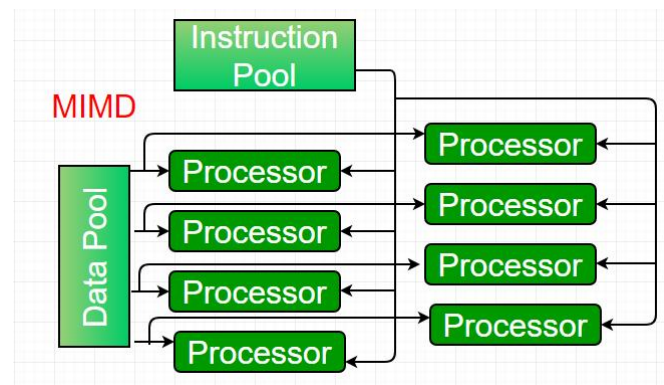 Instruction
Pool
MIMD
Data Pool
Processor
Processor
Processor
Processor
Processor
Processor
Processor
Processor